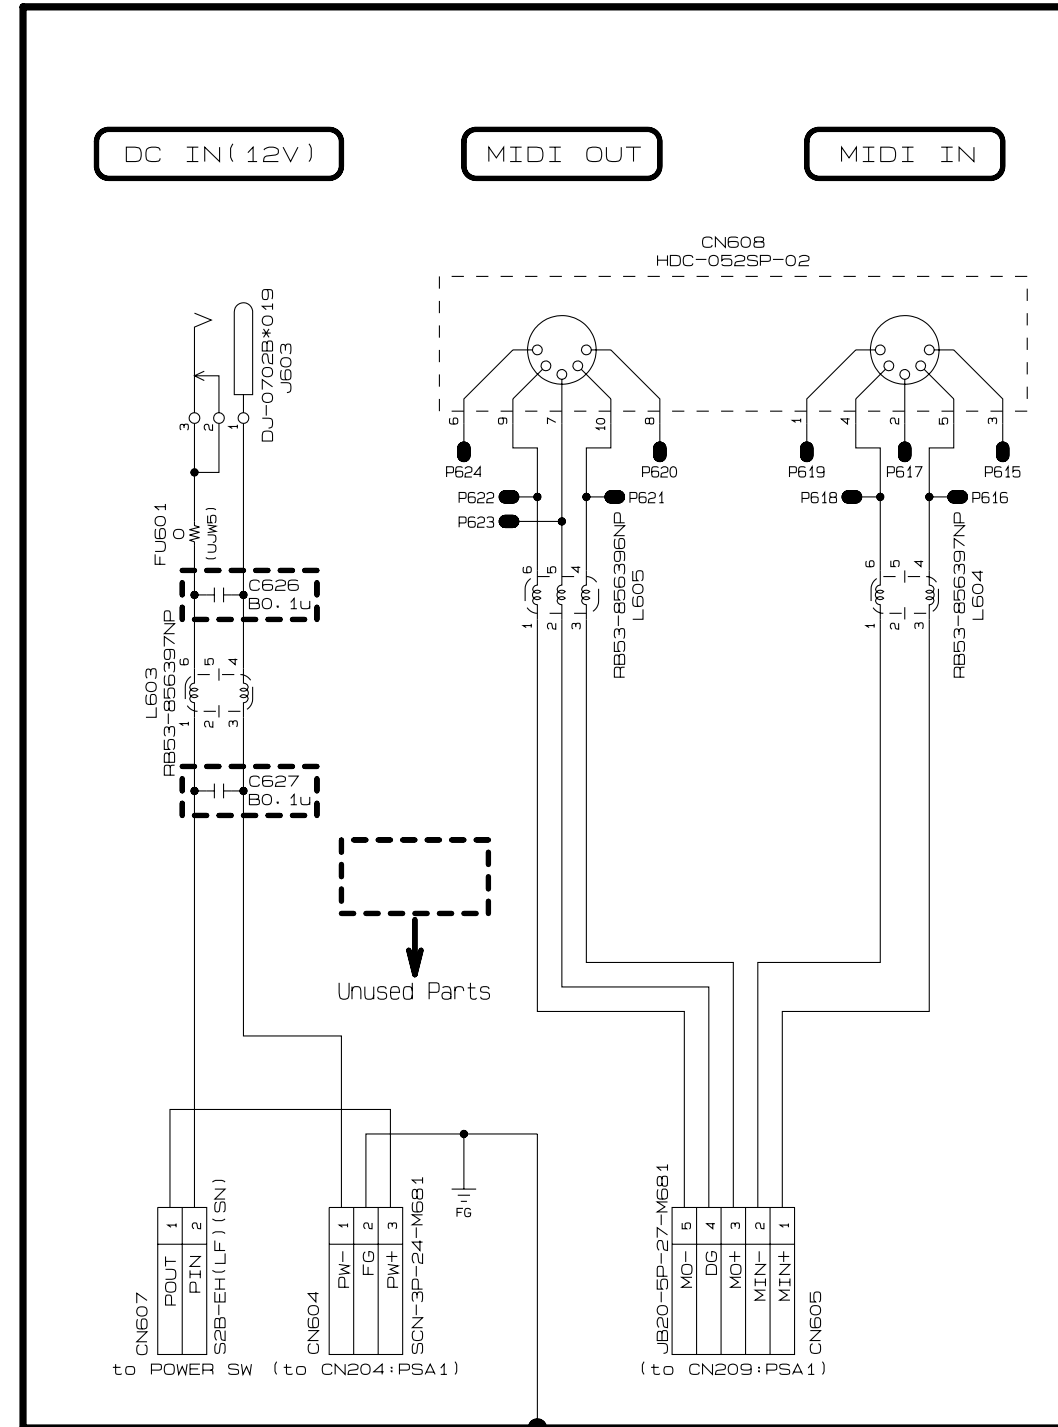 DC IN(12V)
MIDI OUT
MIDI IN
CN608
HDC-052SP-02
DJ-0702B*019
J603
3
2
1
6
9
7
10
8
1
4
2
5
3
P624
P620
P619
P617
P615
P622
P621
P618
P616
P623
FU601
0
(UJW5)
C626
B0.1u
L603
RB53-856397NP
6
5
4
1
2
3
C627
B0.1u
6
5
4
1
2
3
RB53-856396NP
L605
6
5
4
1
2
3
RB53-856397NP
L604
Unused Parts
FG
CN607
1
2
POUT
PIN
S2B-EH(LF)(SN)
to POWER SW
CN604
1
2
3
PW-
FG
PW+
SCN-3P-24-M681
(to CN204:PSA1)
JB20-5P-27-M681
5
4
3
2
1
MO-
DG
MO+
MIN-
MIN+
CN605
(to CN209:PSA1)